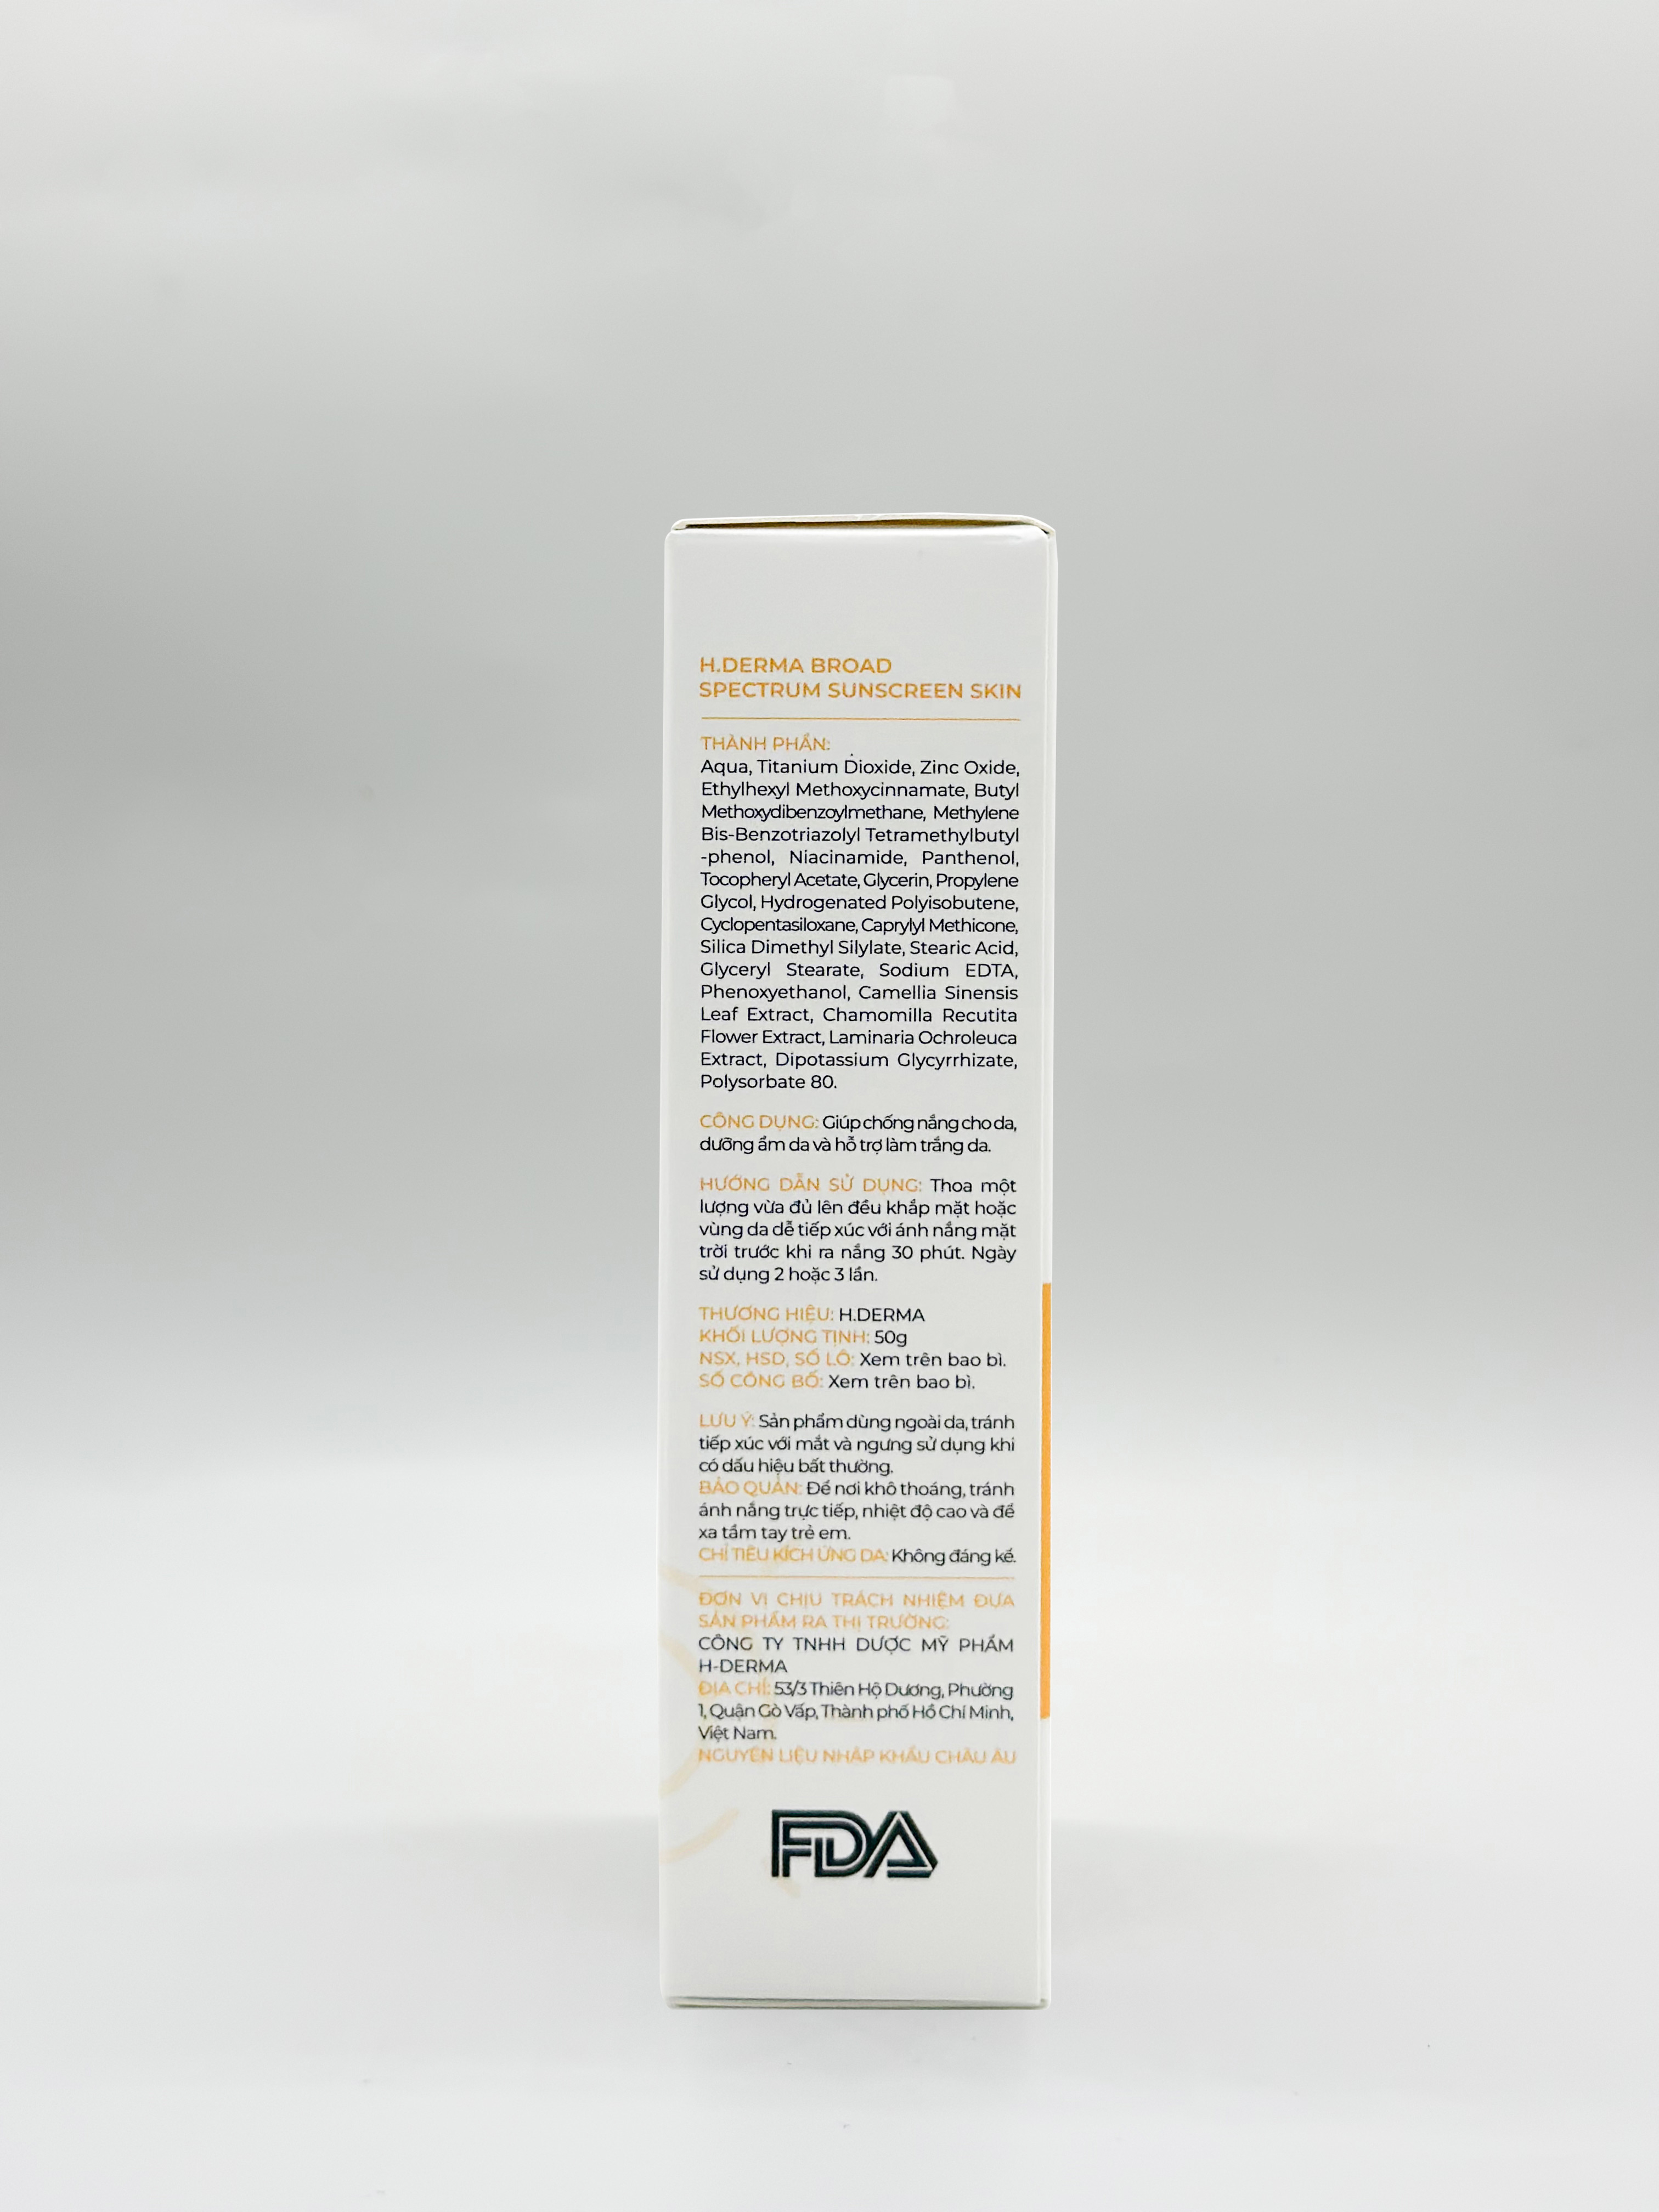 H.DERMA BROAD
SPECTRUM SUNSCREEN SKIN
THÀNH PHẦN:
Aqua, Titanium Dioxide, Zinc Oxide,
Ethylhexyl Methoxycinnamate, Butyl
Methoxydibenzoylmethane, Methylene
Bis-Benzotriazolyl Tetramethylbutyl
-phenol, Niacinamide, Panthenol,
Tocopheryl Acetate, Glycerin, Propylene
Glycol, Hydrogenated Polyisobutene,
Cyclopentasiloxane, Caprylyl Methicone,
Silica Dimethyl Silylate, Stearic Acid,
Glyceryl Stearate, Sodium EDTA,
Phenoxyethanol, Camellia Sinensis
Leaf Extract, Chamomilla Recutita
Flower Extract, Laminaria Ochroleuca
Extract, Dipotassium Glycyrrhizate,
Polysorbate 80.
CÔNG DỤNG: Giúp chống nắng cho da,
dưỡng ẩm da và hỗ trợ làm trắng da.
HƯỚNG DẪN SỬ DỤNG: Thoa một
lượng vừa đủ lên đều khắp mặt hoặc
vùng da dễ tiếp xúc với ánh nắng mặt
trời trước khi ra nắng 30 phút. Ngày
sử dụng 2 hoặc 3 lần.
THƯƠNG HIỆU: H.DERMA
KHỐI LƯỢNG TỊNH: 50g
NSX, HSD, SỐ LÔ: Xem trên bao bì.
SỐ CÔNG BỐ: Xem trên bao bì.
LƯU Ý: Sản phẩm dùng ngoài da, tránh
tiếp xúc với mắt và ngưng sử dụng khi
có dấu hiệu bất thường.
BẢO QUẢN: Để nơi khô thoáng, tránh
ánh nắng trực tiếp, nhiệt độ cao và để
xa tầm tay trẻ em.
CHỈ TIÊU KÍCH ỨNG DA: Không đáng kể.
ĐƠN VỊ CHỊU TRÁCH NHIỆM ĐƯA
SẢN PHẨM RA THỊ TRƯỜNG:
CÔNG TY TNHH DƯỢC MỸ PHẨM
H-DERMA
ĐỊA CHỈ: 53/3 Thiên Hộ Dương, Phường
1, Quận Gò Vấp, Thành phố Hồ Chí Minh,
Việt Nam.
NGUYÊN LIỆU NHẬP KHẨU CHÂU ÂU
FDA